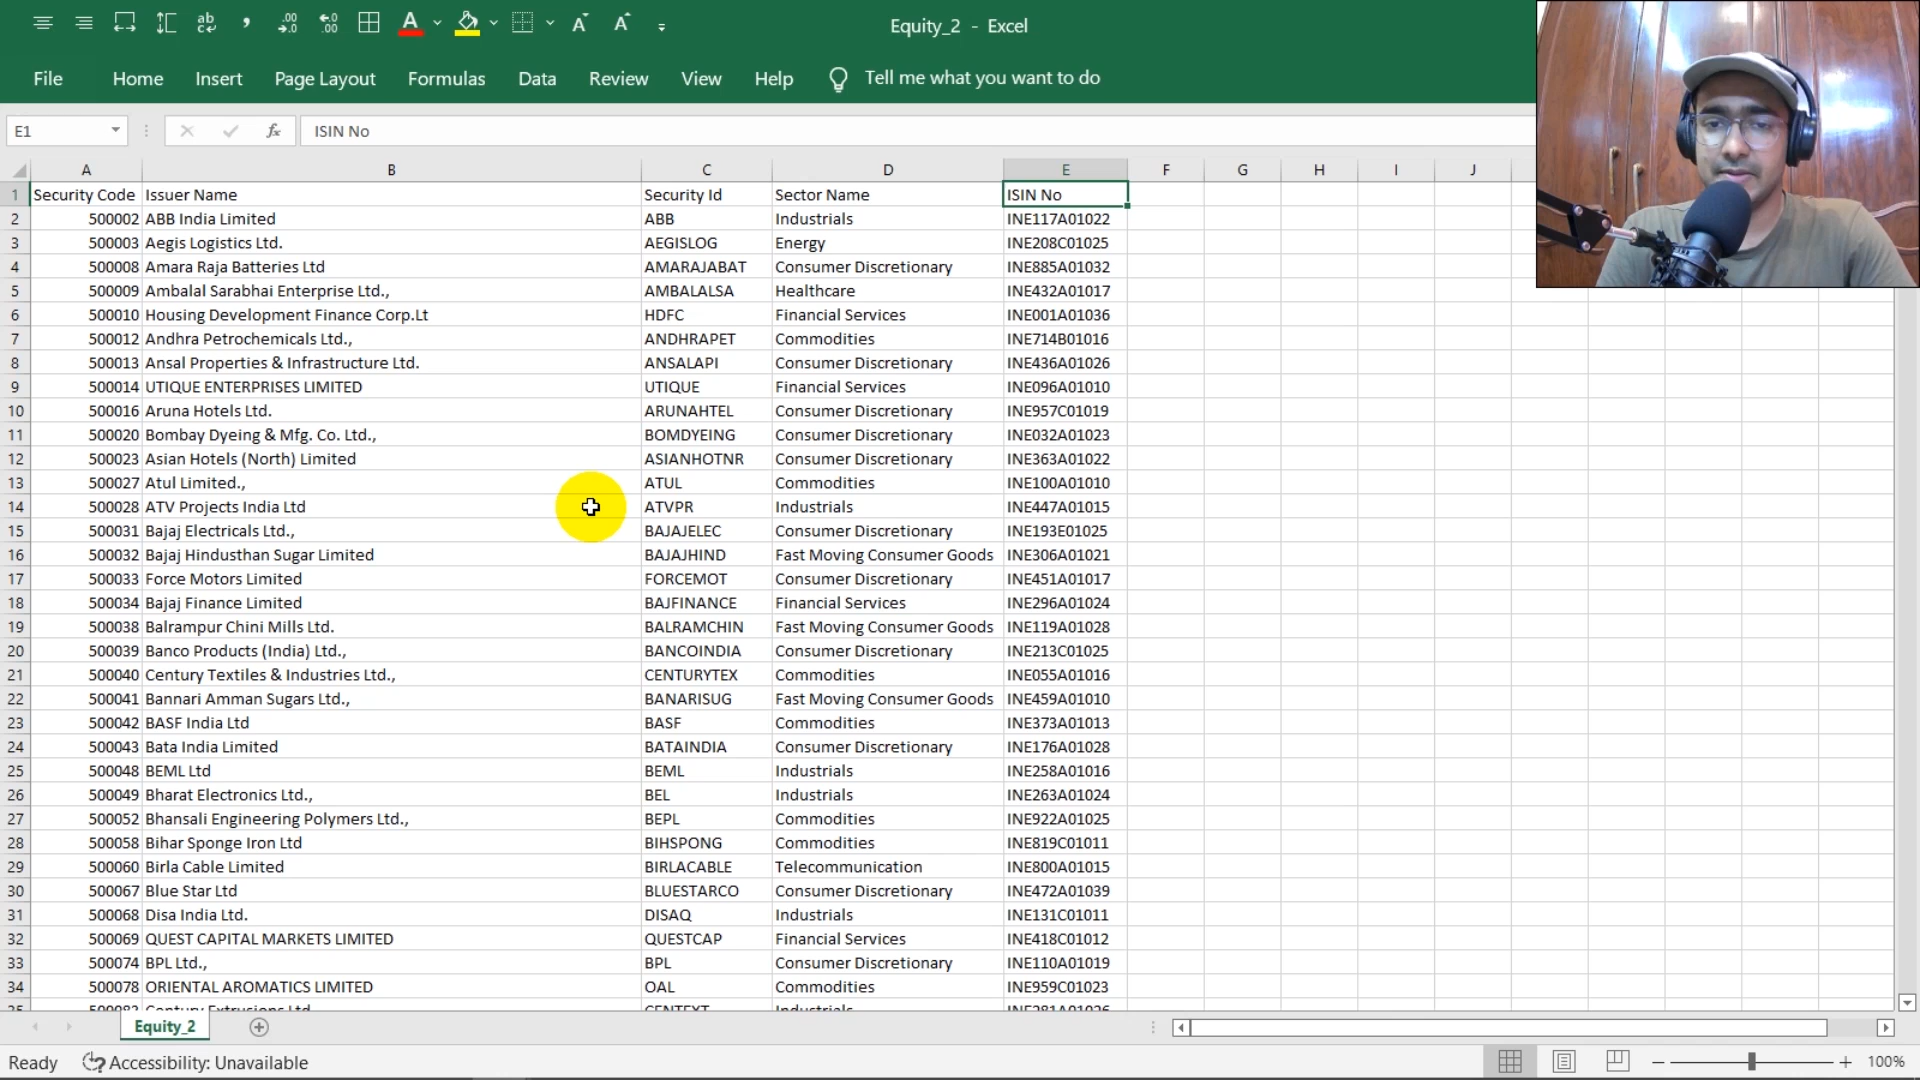 Equity_2 - Excel
File Home Insert Page Layout Formulas Data Review View Help Tell me what you want to do
E1 fx ISIN No
A B C D E F G H I J
1 Security Code Issuer Name Security Id Sector Name ISIN No
2 500002 ABB India Limited ABB Industrials INE117A01022
3 500003 Aegis Logistics Ltd. AEGISLOG Energy INE208C01025
4 500008 Amara Raja Batteries Ltd AMARAJABAT Consumer Discretionary INE885A01032
5 500009 Ambalal Sarabhai Enterprise Ltd., AMBALALSA Healthcare INE432A01017
6 500010 Housing Development Finance Corp.Lt HDFC Financial Services INE001A01036
7 500012 Andhra Petrochemicals Ltd., ANDHRAPET Commodities INE714B01016
8 500013 Ansal Properties & Infrastructure Ltd. ANSALAPI Consumer Discretionary INE436A01026
9 500014 UTIQUE ENTERPRISES LIMITED UTIQUE Financial Services INE096A01010
10 500016 Aruna Hotels Ltd. ARUNAHTEL Consumer Discretionary INE957C01019
11 500020 Bombay Dyeing & Mfg. Co. Ltd., BOMDYEING Consumer Discretionary INE032A01023
12 500023 Asian Hotels (North) Limited ASIANHOTNR Consumer Discretionary INE363A01022
13 500027 Atul Limited., ATUL Commodities INE100A01010
14 500028 ATV Projects India Ltd ATVPR Industrials INE447A01015
15 500031 Bajaj Electricals Ltd., BAJAJELEC Consumer Discretionary INE193E01025
16 500032 Bajaj Hindusthan Sugar Limited BAJAJHIND Fast Moving Consumer Goods INE306A01021
17 500033 Force Motors Limited FORCEMOT Consumer Discretionary INE451A01017
18 500034 Bajaj Finance Limited BAJFINANCE Financial Services INE296A01024
19 500038 Balrampur Chini Mills Ltd. BALRAMCHIN Fast Moving Consumer Goods INE119A01028
20 500039 Banco Products (India) Ltd., BANCOINDIA Consumer Discretionary INE213C01025
21 500040 Century Textiles & Industries Ltd., CENTURYTEX Commodities INE055A01016
22 500041 Bannari Amman Sugars Ltd., BANARISUG Fast Moving Consumer Goods INE459A01010
23 500042 BASF India Ltd BASF Commodities INE373A01013
24 500043 Bata India Limited BATAINDIA Consumer Discretionary INE176A01028
25 500048 BEML Ltd BEML Industrials INE258A01016
26 500049 Bharat Electronics Ltd., BEL Industrials INE263A01024
27 500052 Bhansali Engineering Polymers Ltd., BEPL Commodities INE922A01025
28 500058 Bihar Sponge Iron Ltd BIHSPONG Commodities INE819C01011
29 500060 Birla Cable Limited BIRLACABLE Telecommunication INE800A01015
30 500067 Blue Star Ltd BLUESTARCO Consumer Discretionary INE472A01039
31 500068 Disa India Ltd. DISAQ Industrials INE131C01011
32 500069 QUEST CAPITAL MARKETS LIMITED QUESTCAP Financial Services INE418C01012
33 500074 BPL Ltd., BPL Consumer Discretionary INE110A01019
34 500078 ORIENTAL AROMATICS LIMITED OAL Commodities INE959C01023
Equity_2
Ready Accessibility: Unavailable 100%